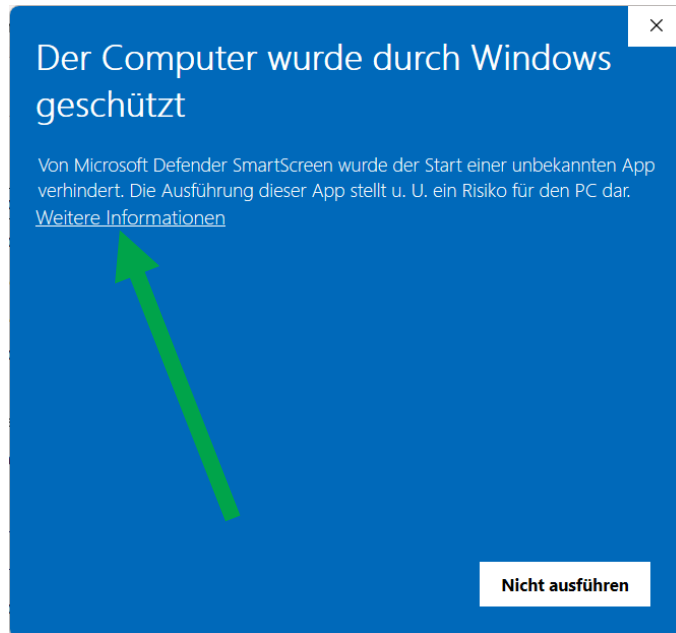 Der Computer wurde durch Windows
geschützt
Von Microsoft Defender SmartScreen wurde der Start einer unbekannten App
verhindert. Die Ausführung dieser App stellt u. U. ein Risiko für den PC dar.
Weitere Informationen
Nicht ausführen